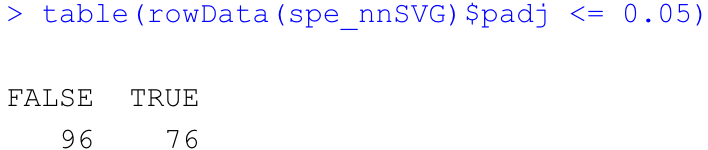 > table(rowData(spe_nnSVG)$padj <= 0.05)
FALSE TRUE
96 76